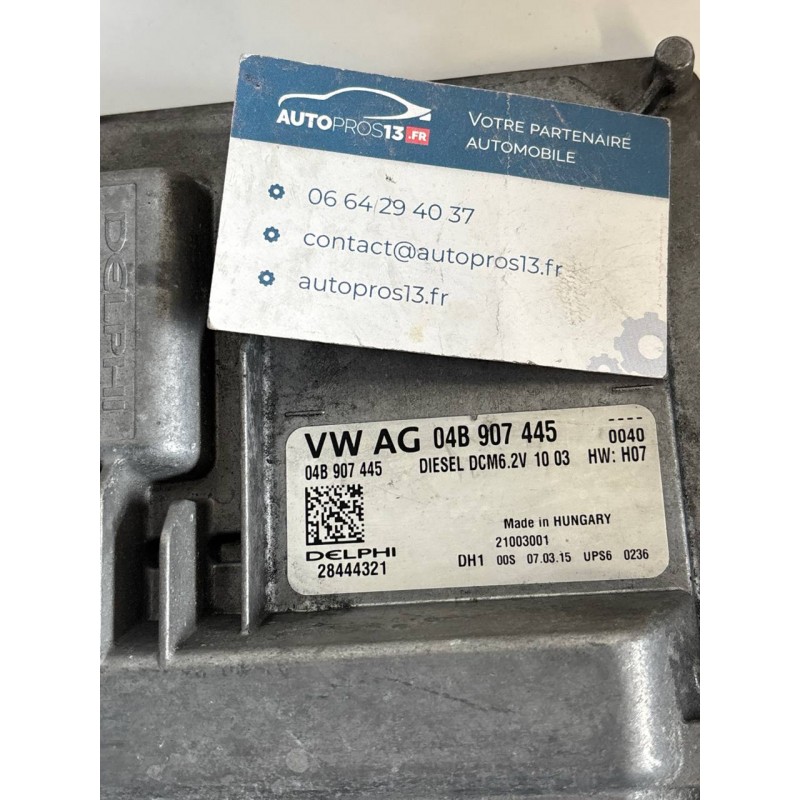 AUTOPROS13.FR
VOTRE PARTENAIRE
AUTOMOBILE
06 64 29 40 37
contact@autopros13.fr
autopros13.fr
DELPHI
VW AG 04B 907 445
----
0040
04B 907 445 DIESEL DCM6.2V 10 03 HW: H07
Made in HUNGARY
21003001
DELPHI
28444321
DH1 00S 07.03.15 UPS6 0236